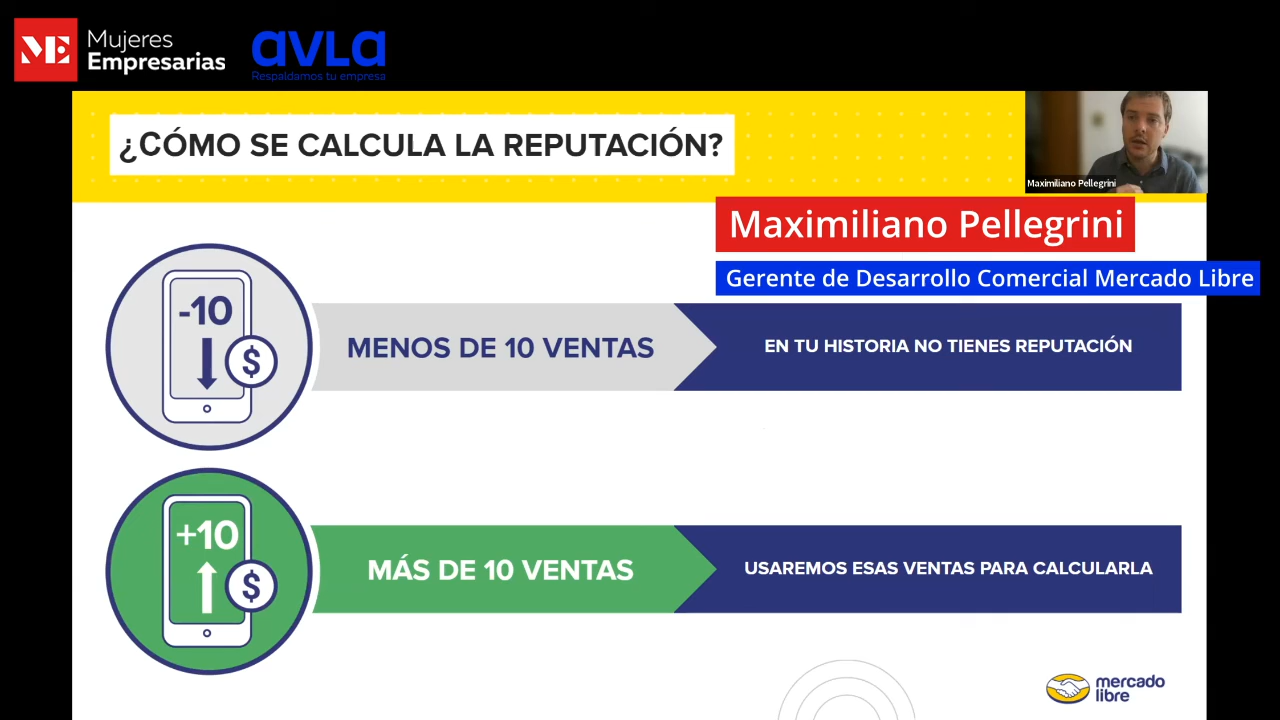 ME Mujeres
Empresarias
avla
Respaldamos tu empresa
¿CÓMO SE CALCULA LA REPUTACIÓN?
Maximiliano Pellegrini
Maximiliano Pellegrini
Gerente de Desarrollo Comercial Mercado Libre
-10
$
MENOS DE 10 VENTAS
EN TU HISTORIA NO TIENES REPUTACIÓN
+10
$
MÁS DE 10 VENTAS
USAREMOS ESAS VENTAS PARA CALCULARLA
mercado
libre